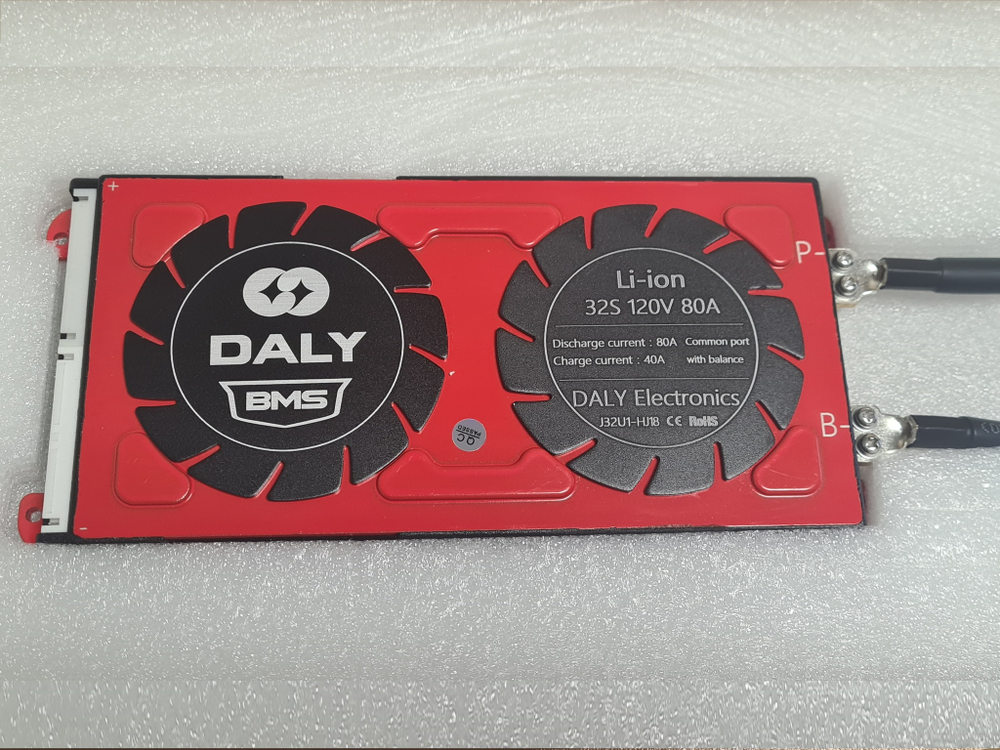 +
DALY
BMS
-
QC
PASSED
Li-ion
32S 120V 80A
Discharge current : 80A Common port
Charge current : 40A with balance
DALY Electronics
J32U1-HJ18 CE RoHS
P-
B-